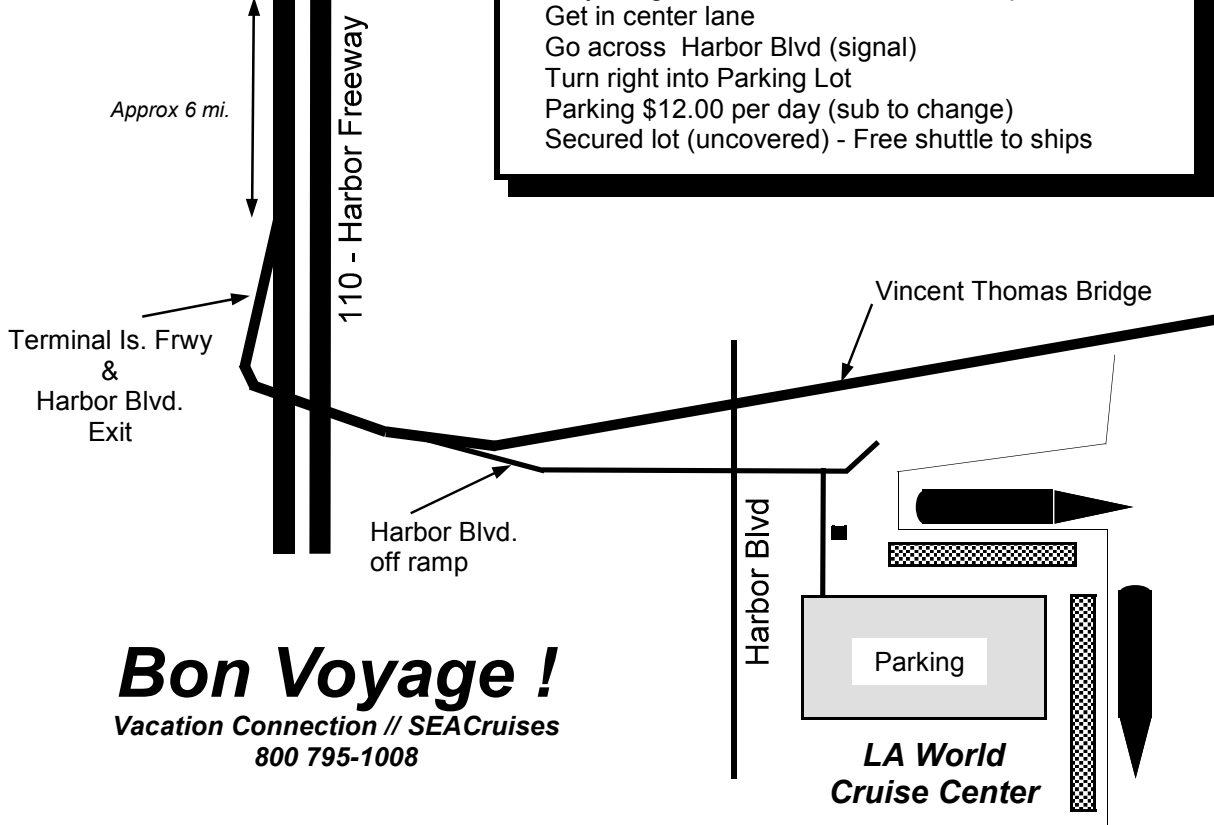 Get in center lane
Go across Harbor Blvd (signal)
Turn right into Parking Lot
Parking $12.00 per day (sub to change)
Secured lot (uncovered) - Free shuttle to ships
Approx 6 mi.
110 - Harbor Freeway
Vincent Thomas Bridge
Terminal Is. Frwy
&
Harbor Blvd.
Exit
Harbor Blvd.
off ramp
Harbor Blvd
Parking
Bon Voyage !
Vacation Connection // SEACruises
800 795-1008
LA World
Cruise Center